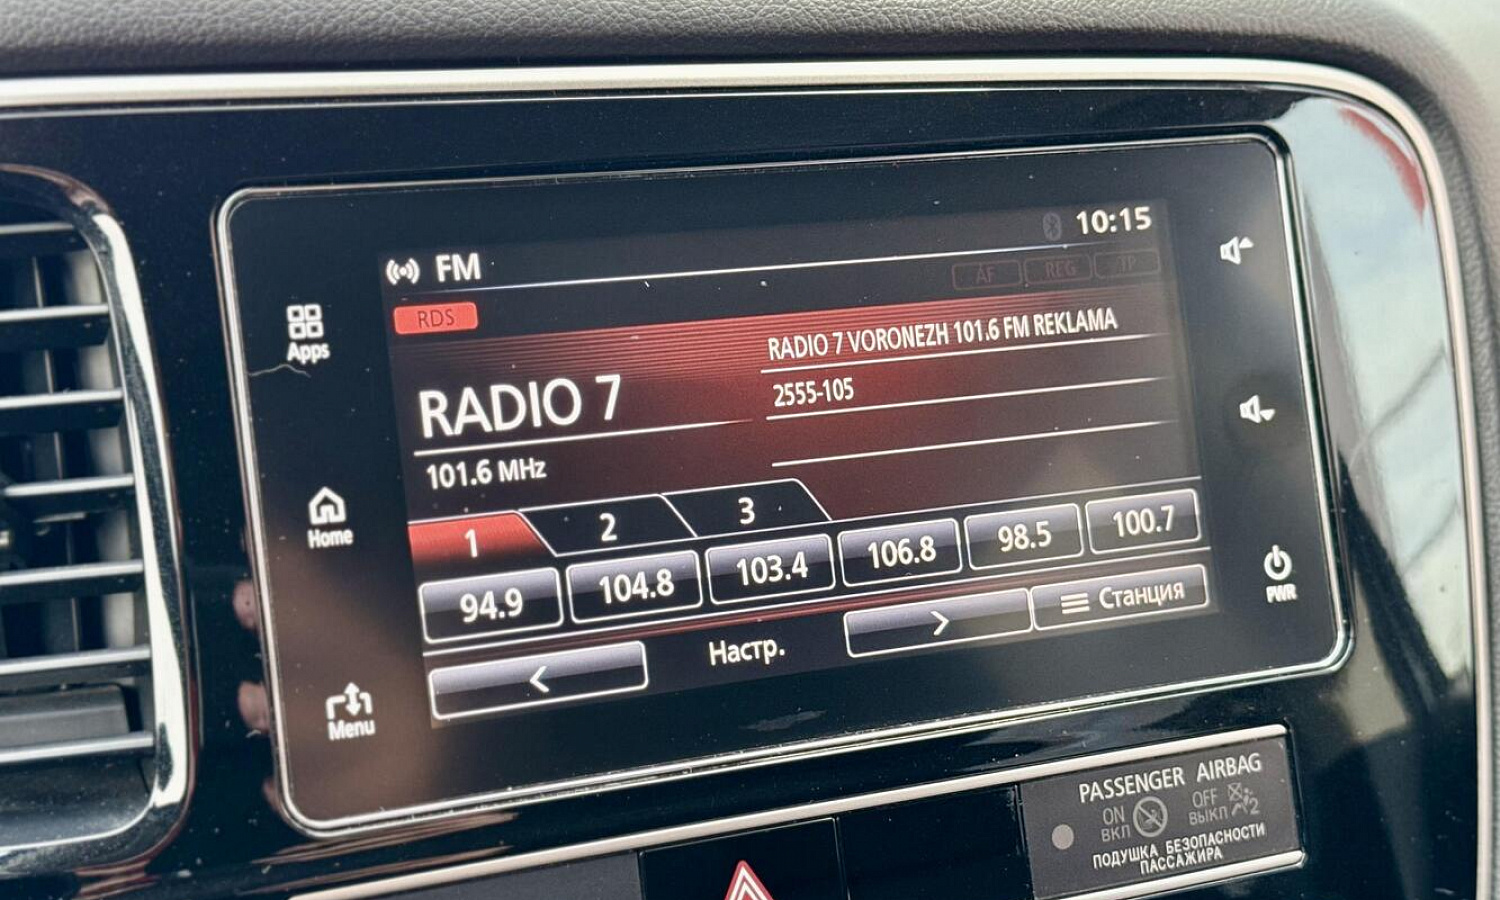 FM
10:15
AF REG TP
RDS
RADIO 7 VORONEZH 101.6 FM REKLAMA
2555-105
RADIO 7
101.6 MHz
1 2 3
94.9 104.8 103.4 106.8 98.5 100.7
Настр.
Станция
Apps
Home
Menu
PWR
PASSENGER AIRBAG
ON OFF
ВКЛ ВЫКЛ 2
ПОДУШКА БЕЗОПАСНОСТИ
ПАССАЖИРА